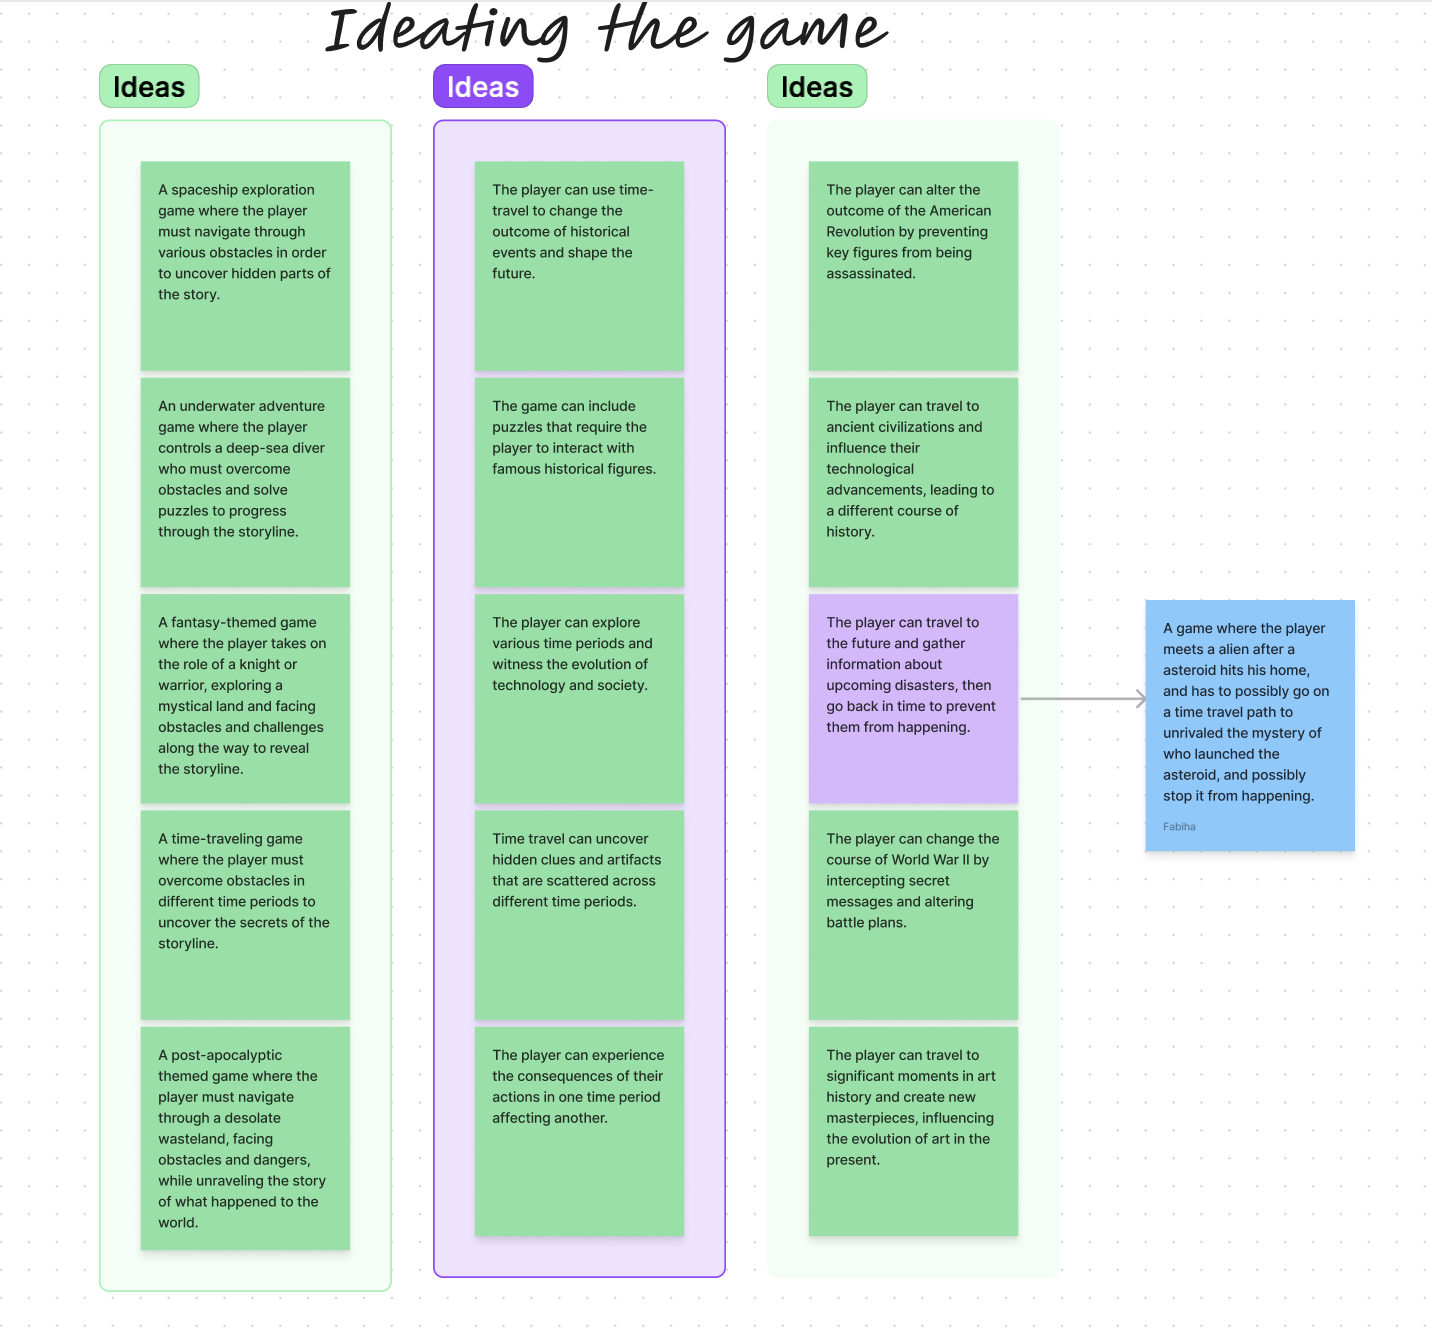 Ideating the game
Ideas
A spaceship exploration
game where the player
must navigate through
various obstacles in order
to uncover hidden parts of
the story.
An underwater adventure
game where the player
controls a deep-sea diver
who must overcome
obstacles and solve
puzzles to progress
through the storyline.
A fantasy-themed game
where the player takes on
the role of a knight or
warrior, exploring a
mystical land and facing
obstacles and challenges
along the way to reveal
the storyline.
A time-traveling game
where the player must
overcome obstacles in
different time periods to
uncover the secrets of the
storyline.
A post-apocalyptic
themed game where the
player must navigate
through a desolate
wasteland, facing
obstacles and dangers,
while unraveling the story
of what happened to the
world.
Ideas
The player can use time-
travel to change the
outcome of historical
events and shape the
future.
The game can include
puzzles that require the
player to interact with
famous historical figures.
The player can explore
various time periods and
witness the evolution of
technology and society.
Time travel can uncover
hidden clues and artifacts
that are scattered across
different time periods.
The player can experience
the consequences of their
actions in one time period
affecting another.
Ideas
The player can alter the
outcome of the American
Revolution by preventing
key figures from being
assassinated.
The player can travel to
ancient civilizations and
influence their
technological
advancements, leading to
a different course of
history.
The player can travel to
the future and gather
information about
upcoming disasters, then
go back in time to prevent
them from happening.
The player can change the
course of World War II by
intercepting secret
messages and altering
battle plans.
The player can travel to
significant moments in art
history and create new
masterpieces, influencing
the evolution of art in the
present.
A game where the player
meets a alien after a
asteroid hits his home,
and has to possibly go on
a time travel path to
unrivaled the mystery of
who launched the
asteroid, and possibly
stop it from happening.
Fabiha